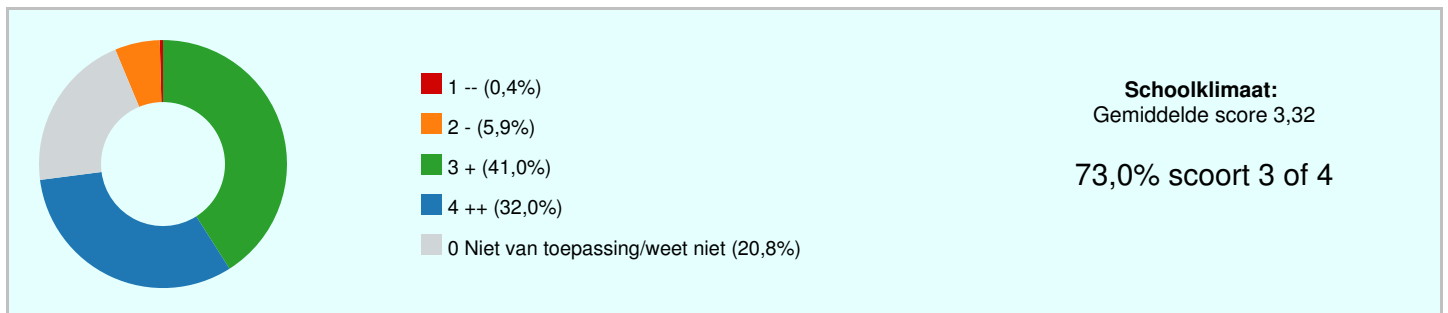 1 -- (0,4%)
2 - (5,9%)
3 + (41,0%)
4 ++ (32,0%)
0 Niet van toepassing/weet niet (20,8%)
Schoolklimaat:
Gemiddelde score 3,32
73,0% scoort 3 of 4